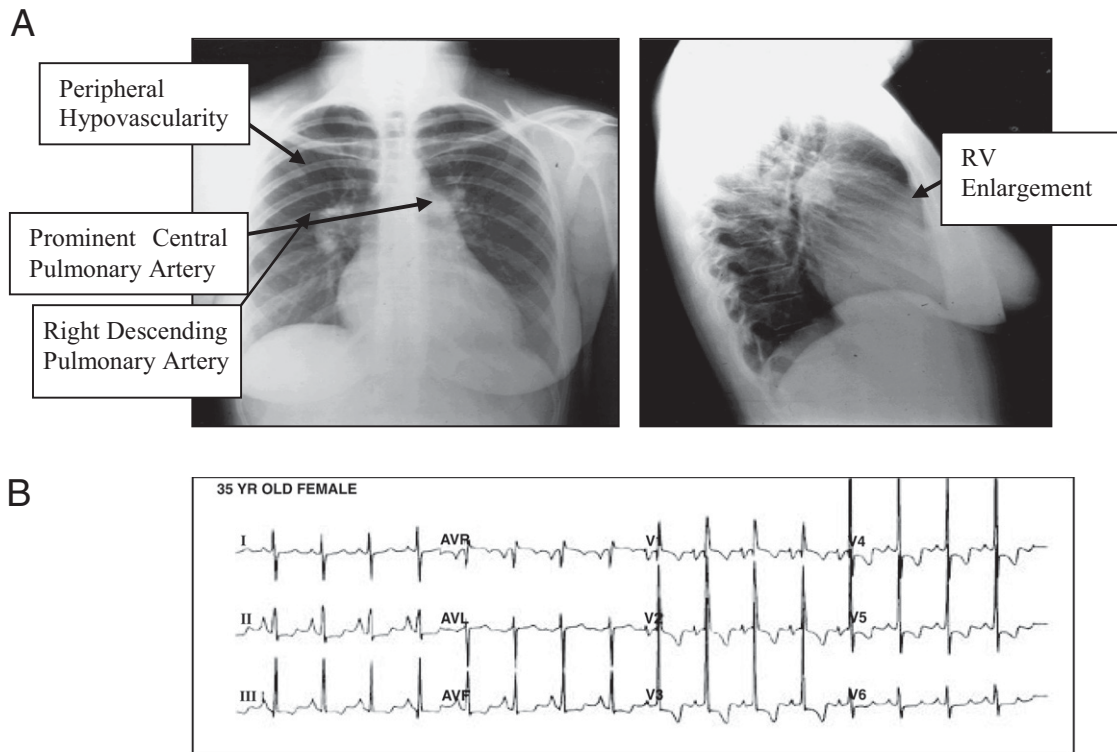 A
Peripheral
Hypovascularity
Prominent Central
Pulmonary Artery
Right Descending
Pulmonary Artery
RV
Enlargement
B
35 YR OLD FEMALE
I AVR V1 V4
II AVL V2 V5
III AVF V3 V6